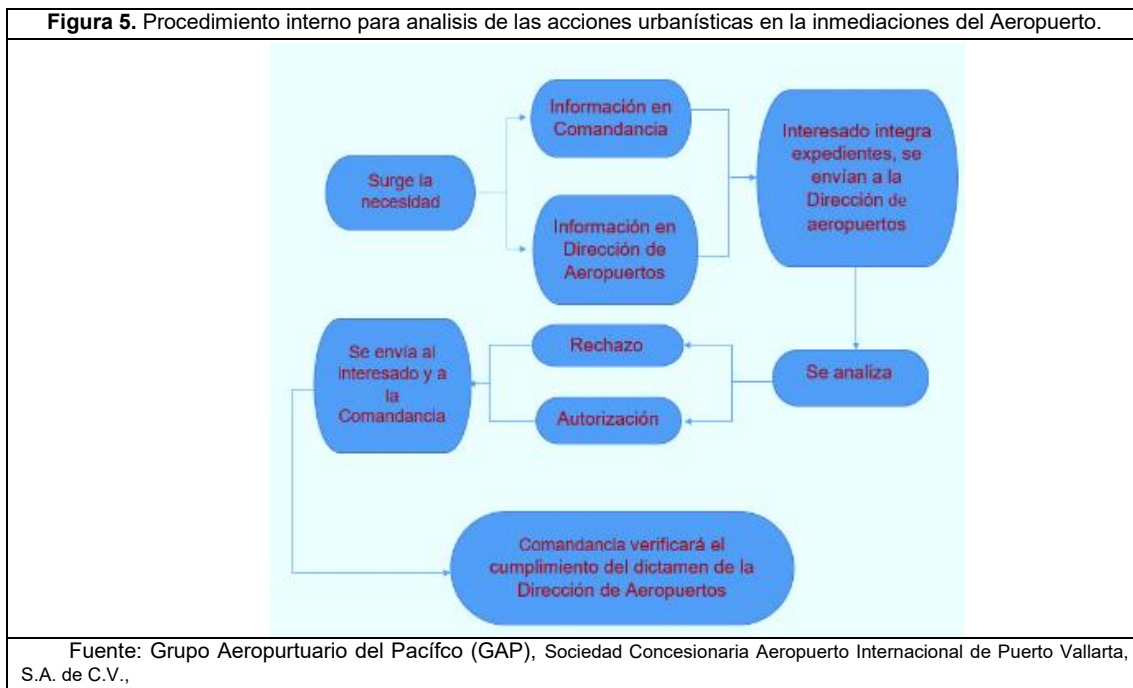 Figura 5. Procedimiento interno para analisis de las acciones urbanísticas en la inmediaciones del Aeropuerto.
Surge la
necesidad
Información en
Comandancia
Información en
Dirección de
Aeropuertos
Interesado integra
expedientes, se
envían a la
Dirección de
aeropuertos
Se analiza
Rechazo
Autorización
Se envía al
interesado y a
la
Comandancia
Comandancia verificará el
cumplimiento del dictamen de la
Dirección de Aeropuertos
Fuente: Grupo Aeropurtuario del Pacífco (GAP), Sociedad Concesionaria Aeropuerto Internacional de Puerto Vallarta,
S.A. de C.V.,